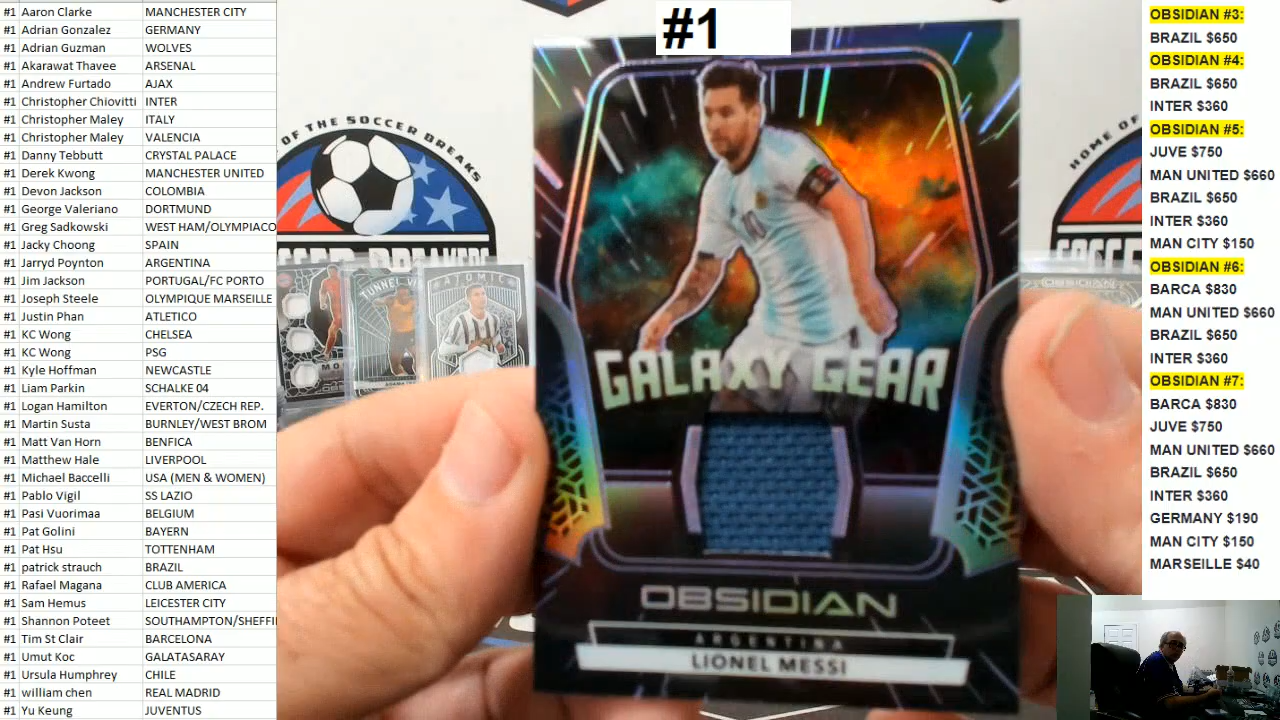 #1 Aaron Clarke MANCHESTER CITY
#1 Adrian Gonzalez GERMANY
#1 Adrian Guzman WOLVES
#1 Akarawat Thavee ARSENAL
#1 Andrew Furtado AJAX
#1 Christopher Chiovitti INTER
#1 Christopher Maley ITALY
#1 Christopher Maley VALENCIA
#1 Danny Tebbutt CRYSTAL PALACE
#1 Derek Kwong MANCHESTER UNITED
#1 Devon Jackson COLOMBIA
#1 George Valeriano DORTMUND
#1 Greg Sadkowski WEST HAM/OLYMPIACO
#1 Jacky Choong SPAIN
#1 Jarryd Poynton ARGENTINA
#1 Jim Jackson PORTUGAL/FC PORTO
#1 Joseph Steele OLYMPIQUE MARSEILLE
#1 Justin Phan ATLETICO
#1 KC Wong CHELSEA
#1 KC Wong PSG
#1 Kyle Hoffman NEWCASTLE
#1 Liam Parkin SCHALKE 04
#1 Logan Hamilton EVERTON/CZECH REP.
#1 Martin Susta BURNLEY/WEST BROM
#1 Matt Van Horn BENFICA
#1 Matthew Hale LIVERPOOL
#1 Michael Baccelli USA (MEN & WOMEN)
#1 Pablo Vigil SS LAZIO
#1 Pasi Vuorimaa BELGIUM
#1 Pat Golini BAYERN
#1 Pat Hsu TOTTENHAM
#1 patrick strauch BRAZIL
#1 Rafael Magana CLUB AMERICA
#1 Sam Hemus LEICESTER CITY
#1 Shannon Poteet SOUTHAMPTON/SHEFFI
#1 Tim St Clair BARCELONA
#1 Umut Koc GALATASARAY
#1 Ursula Humphrey CHILE
#1 william chen REAL MADRID
#1 Yu Keung JUVENTUS
#1
OF THE SOCCER BREAKS
HOME OF
TUNNEL
ATOMIC
GALAXY GEAR
OBSIDIAN
ARGENTINA
LIONEL MESSI
OBSIDIAN #3:
BRAZIL $650
OBSIDIAN #4:
BRAZIL $650
INTER $360
OBSIDIAN #5:
JUVE $750
MAN UNITED $660
BRAZIL $650
INTER $360
MAN CITY $150
OBSIDIAN #6:
BARCA $830
MAN UNITED $660
BRAZIL $650
INTER $360
OBSIDIAN #7:
BARCA $830
JUVE $750
MAN UNITED $660
BRAZIL $650
INTER $360
GERMANY $190
MAN CITY $150
MARSEILLE $40